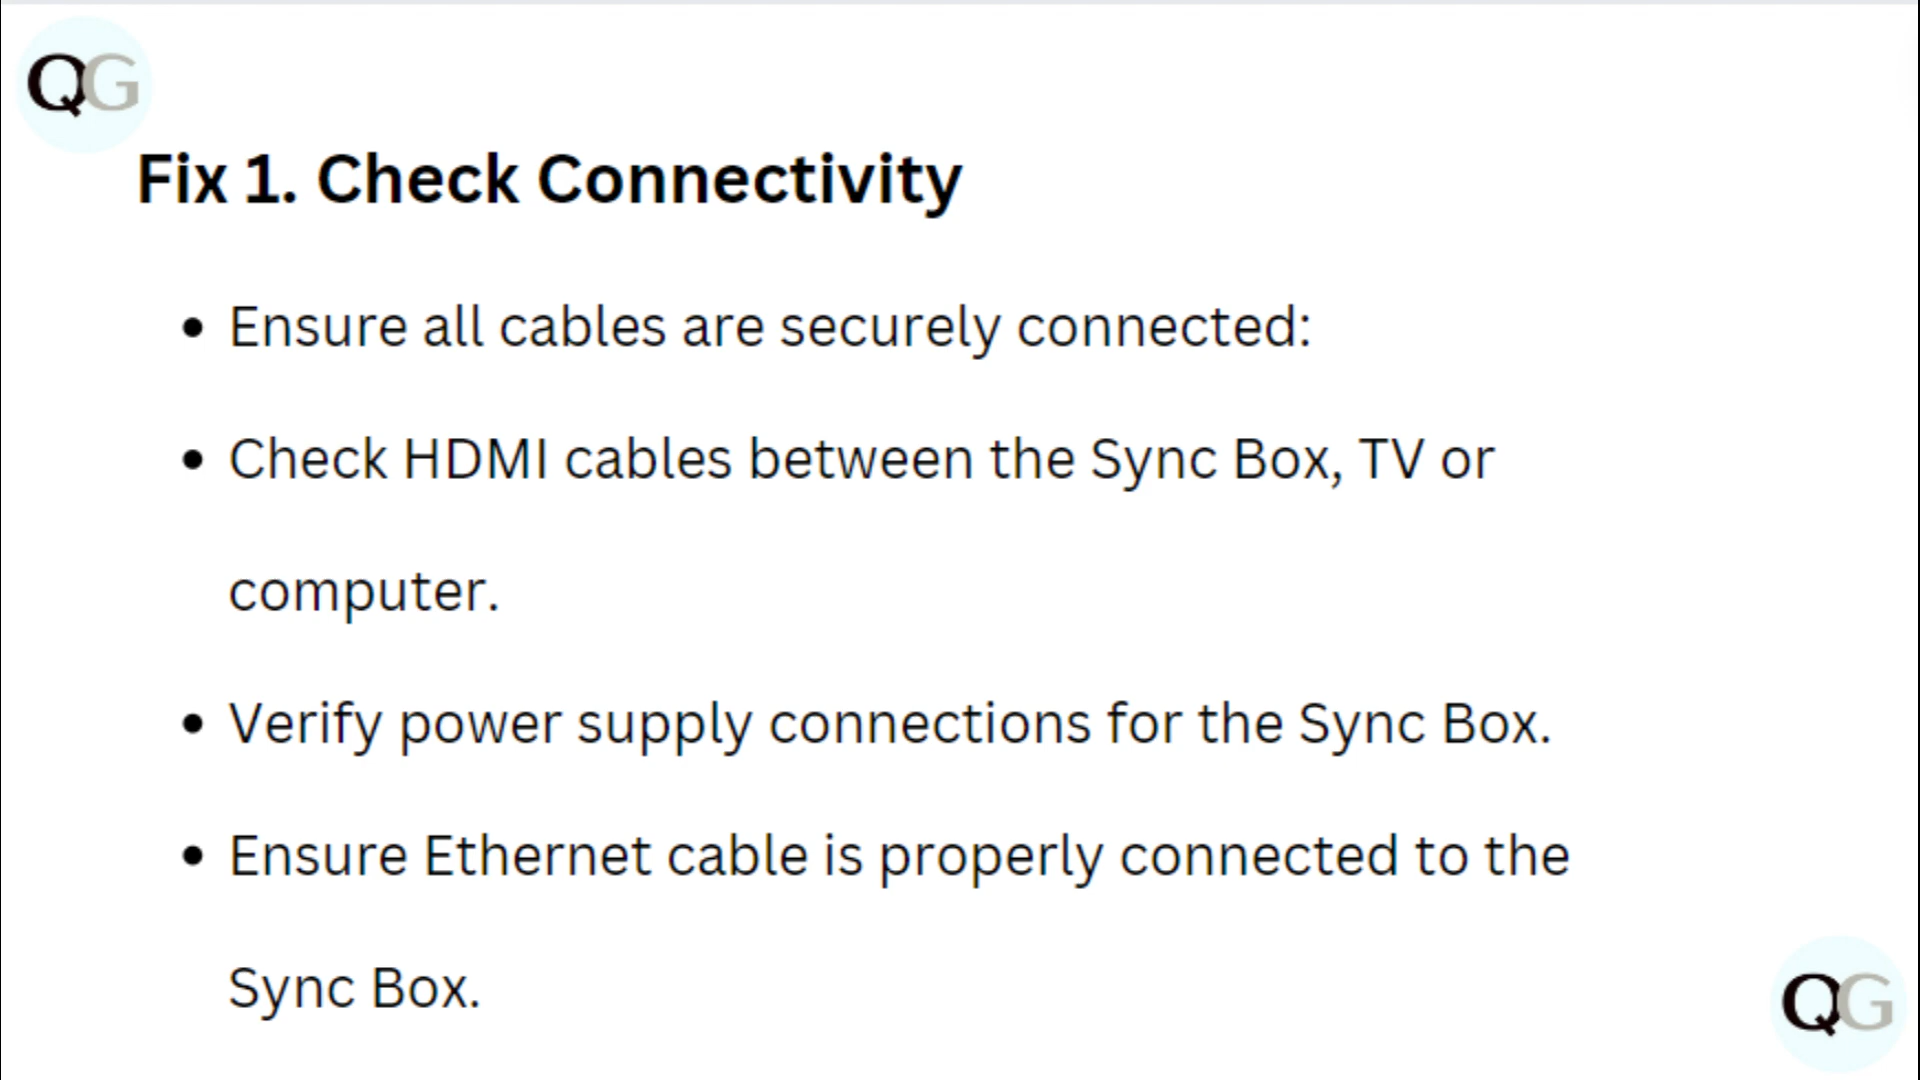 QG
Fix 1. Check Connectivity
• Ensure all cables are securely connected:
• Check HDMI cables between the Sync Box, TV or
computer.
• Verify power supply connections for the Sync Box.
• Ensure Ethernet cable is properly connected to the
Sync Box.
QG